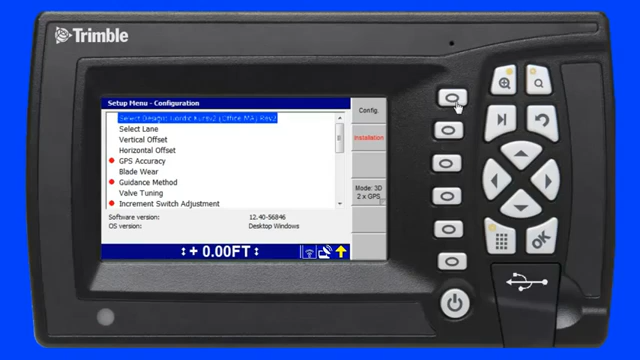 Trimble
Setup Menu - Configuration
Config.
Select Design:
Select Lane
Installation
Vertical Offset
Horizontal Offset
GPS Accuracy
Blade Wear
Guidance Method
Mode: 3D
2 x GPS
Valve Tuning
Increment Switch Adjustment
Software version: 12.40-56846
OS version: Desktop Windows
+ 0.00FT
OK